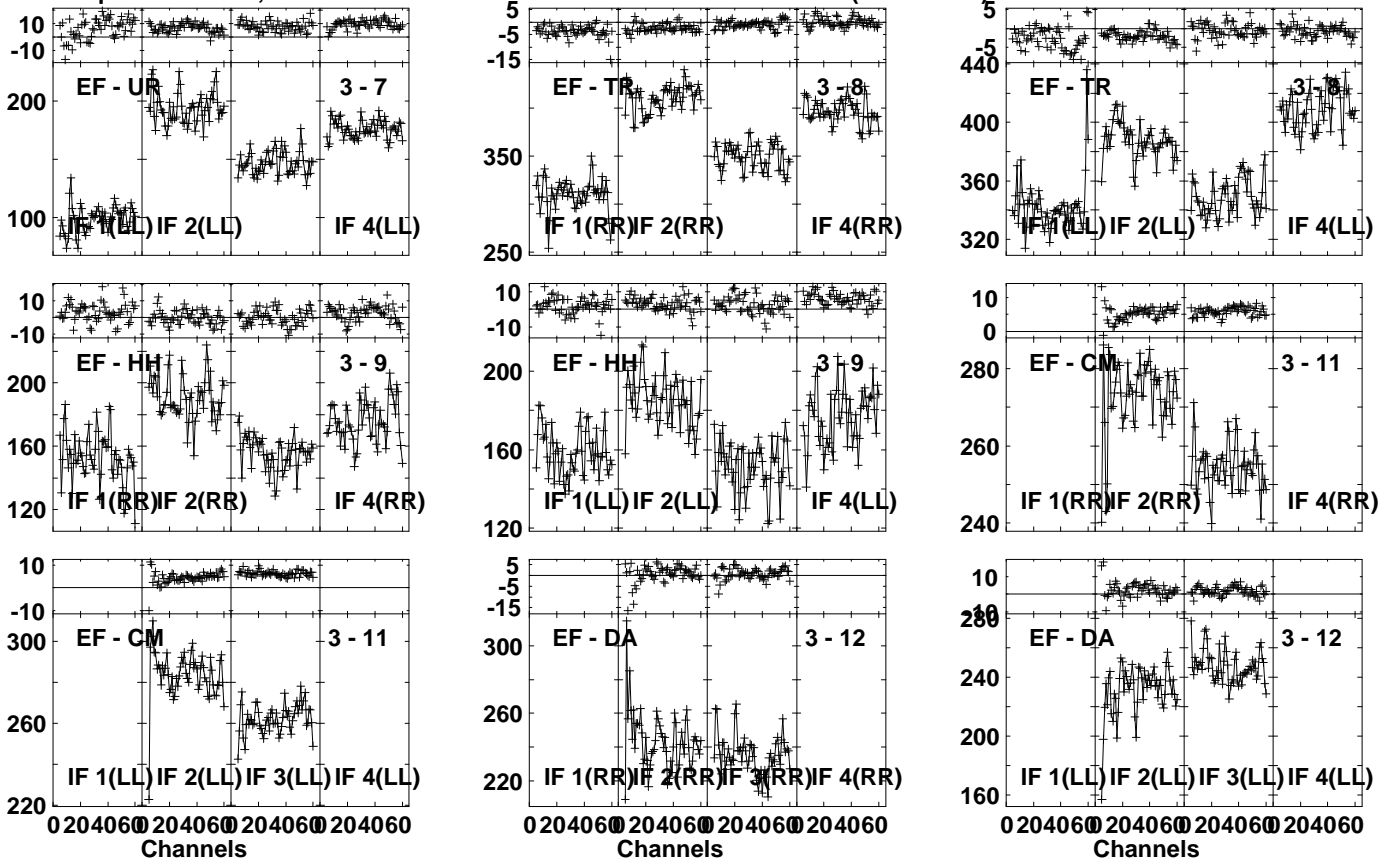 10
-10
200
100
EF - UR
3 - 7
IF 1(LL)
IF 2(LL)
IF 4(LL)
5
-5
-15
350
250
EF - TR
3 - 8
IF 1(RR)
IF 2(RR)
IF 4(RR)
5
-5
440
400
360
320
EF - TR
3 - 8
IF 1(LL)
IF 2(LL)
IF 4(LL)
10
-10
200
160
120
EF - HH
3 - 9
IF 1(RR)
IF 2(RR)
IF 4(RR)
10
-10
200
160
120
EF - HH
3 - 9
IF 1(LL)
IF 2(LL)
IF 4(LL)
10
0
280
260
240
EF - CM
3 - 11
IF 1(RR)
IF 2(RR)
IF 4(RR)
10
-10
300
260
220
EF - CM
3 - 11
IF 1(LL)
IF 2(LL)
IF 3(LL)
IF 4(LL)
0 20 40 60 0 20 40 60 0 20 40 60 0 20 40 60
Channels
5
-5
-15
300
260
220
EF - DA
3 - 12
IF 1(RR)
IF 2(RR)
IF 3(RR)
IF 4(RR)
0 20 40 60 0 20 40 60 0 20 40 60 0 20 40 60
Channels
10
-10
280
240
200
160
EF - DA
3 - 12
IF 1(LL)
IF 2(LL)
IF 3(LL)
IF 4(LL)
0 20 40 60 0 20 40 60 0 20 40 60 0 20 40 60
Channels